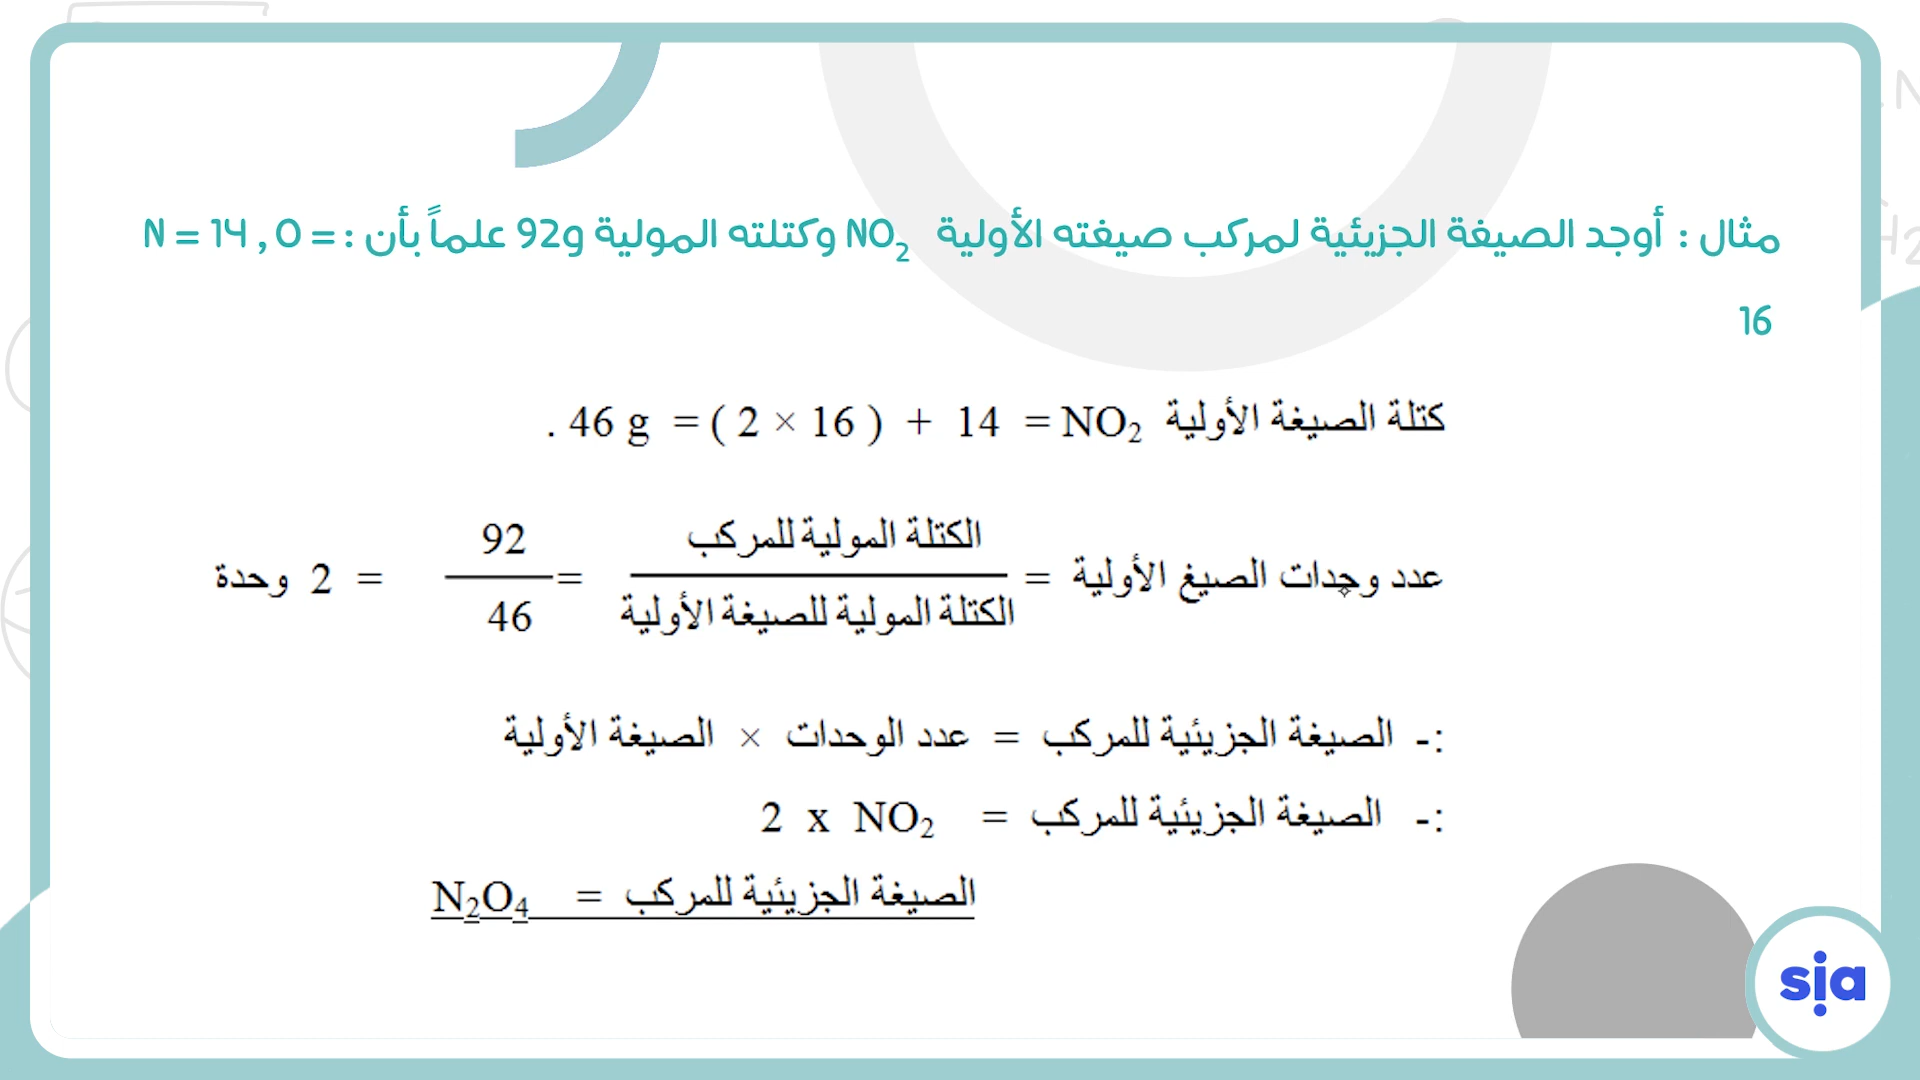 مثال : أوجد الصيغة الجزيئية لمركب صيغته الأولية NO₂ وكتلته المولية و92 علماً بأن : N = 14 , O =
16
كتلة الصيغة الأولية NO₂ = 14 + ( 16 × 2 ) = 46 g .
عدد وحدات الصيغ الأولية = الكتلة المولية للمركب / الكتلة المولية للصيغة الأولية = 92 / 46 = 2 وحدة
:- الصيغة الجزيئية للمركب = عدد الوحدات × الصيغة الأولية
:- الصيغة الجزيئية للمركب = 2 x NO₂
الصيغة الجزيئية للمركب = N₂O₄
sia